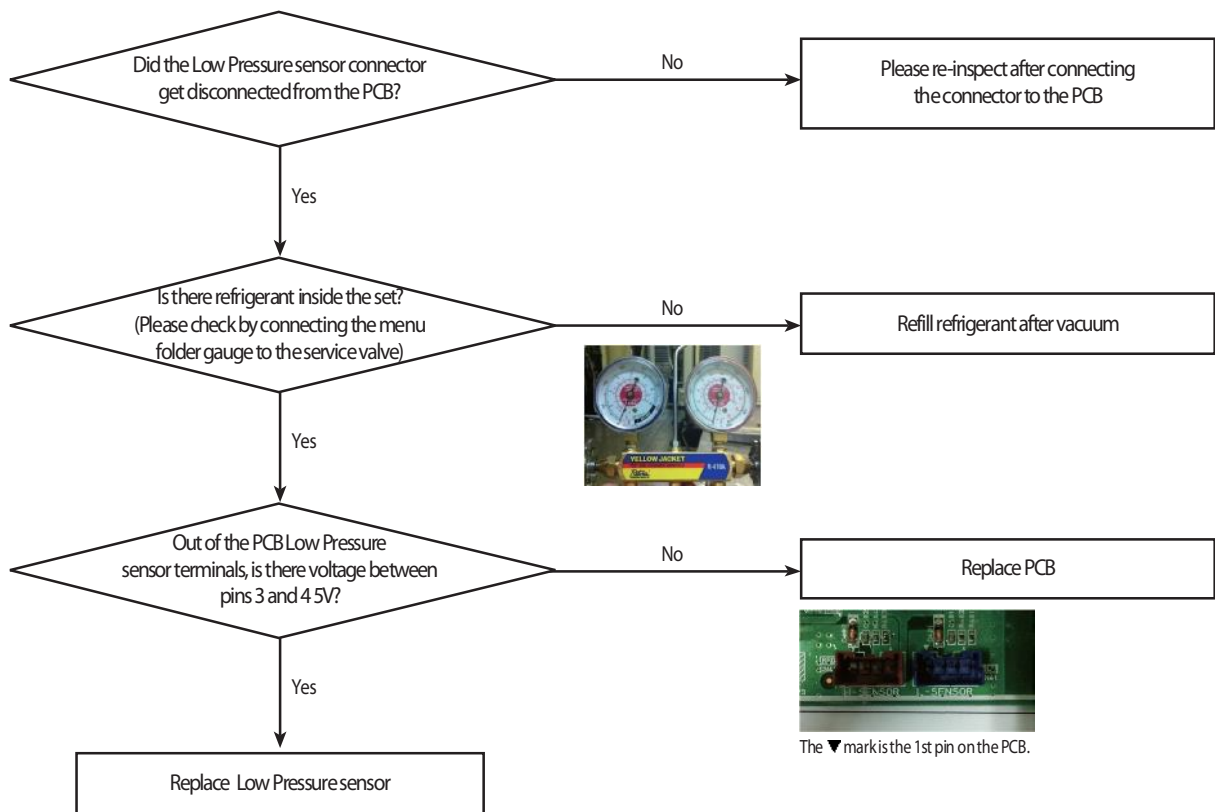 Did the Low Pressure sensor connector
get disconnected from the PCB?
No
Please re-inspect after connecting
the connector to the PCB
Yes
Is there refrigerant inside the set?
(Please check by connecting the menu
folder gauge to the service valve)
No
Refill refrigerant after vacuum
YELLOW JACKET
R-410A
Yes
Out of the PCB Low Pressure
sensor terminals, is there voltage between
pins 3 and 4 5V?
No
Replace PCB
H-SENSOR L-SENSOR
The ▼ mark is the 1st pin on the PCB.
Yes
Replace Low Pressure sensor